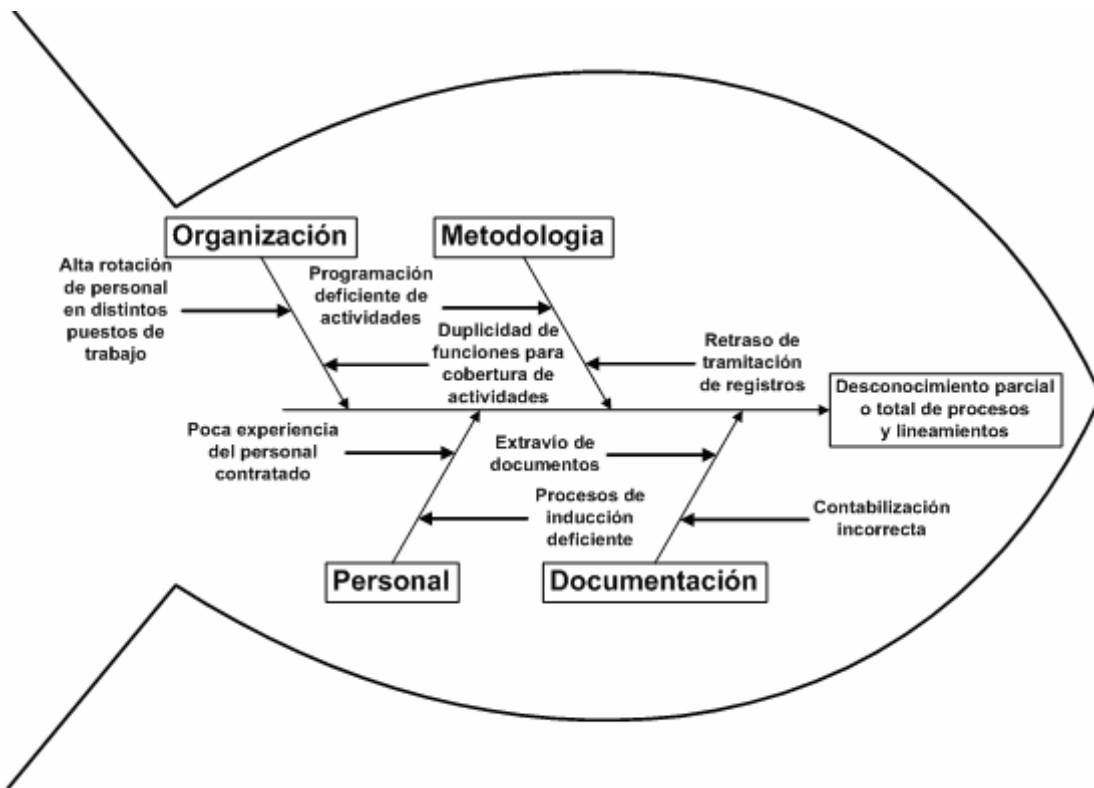 Organización
Metodologia
Alta rotación
de personal
en distintos
puestos de
trabajo
Programación
deficiente de
actividades
Duplicidad de
funciones para
cobertura de
actividades
Retraso de
tramitación
de registros
Desconocimiento parcial
o total de procesos
y lineamientos
Poca experiencia
del personal
contratado
Extravío de
documentos
Procesos de
inducción
deficiente
Contabilización
incorrecta
Personal
Documentación